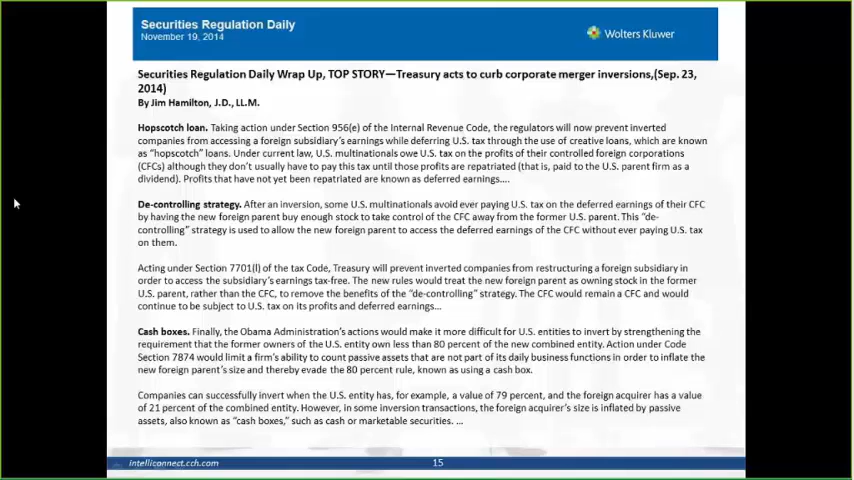 Securities Regulation Daily
November 19, 2014
Wolters Kluwer
Securities Regulation Daily Wrap Up, TOP STORY—Treasury acts to curb corporate merger inversions,(Sep. 23,
2014)
By Jim Hamilton, J.D., LL.M.
Hopscotch loan. Taking action under Section 956(e) of the Internal Revenue Code, the regulators will now prevent inverted
companies from accessing a foreign subsidiary's earnings while deferring U.S. tax through the use of creative loans, which are known
as "hopscotch" loans. Under current law, U.S. multinationals owe U.S. tax on the profits of their controlled foreign corporations
(CFCs) although they don't usually have to pay this tax until those profits are repatriated (that is, paid to the U.S. parent firm as a
dividend). Profits that have not yet been repatriated are known as deferred earnings....
De-controlling strategy. After an inversion, some U.S. multinationals avoid ever paying U.S. tax on the deferred earnings of their CFC
by having the new foreign parent buy enough stock to take control of the CFC away from the former U.S. parent. This "de-
controlling" strategy is used to allow the new foreign parent to access the deferred earnings of the CFC without ever paying U.S. tax
on them.
Acting under Section 7701(l) of the tax Code, Treasury will prevent inverted companies from restructuring a foreign subsidiary in
order to access the subsidiary's earnings tax-free. The new rules would treat the new foreign parent as owning stock in the former
U.S. parent, rather than the CFC, to remove the benefits of the "de-controlling" strategy. The CFC would remain a CFC and would
continue to be subject to U.S. tax on its profits and deferred earnings...
Cash boxes. Finally, the Obama Administration's actions would make it more difficult for U.S. entities to invert by strengthening the
requirement that the former owners of the U.S. entity own less than 80 percent of the new combined entity. Action under Code
Section 7874 would limit a firm's ability to count passive assets that are not part of its daily business functions in order to inflate the
new foreign parent's size and thereby evade the 80 percent rule, known as using a cash box.
Companies can successfully invert when the U.S. entity has, for example, a value of 79 percent, and the foreign acquirer has a value
of 21 percent of the combined entity. However, in some inversion transactions, the foreign acquirer's size is inflated by passive
assets, also known as "cash boxes," such as cash or marketable securities. ...
intelliconnect.cch.com
15